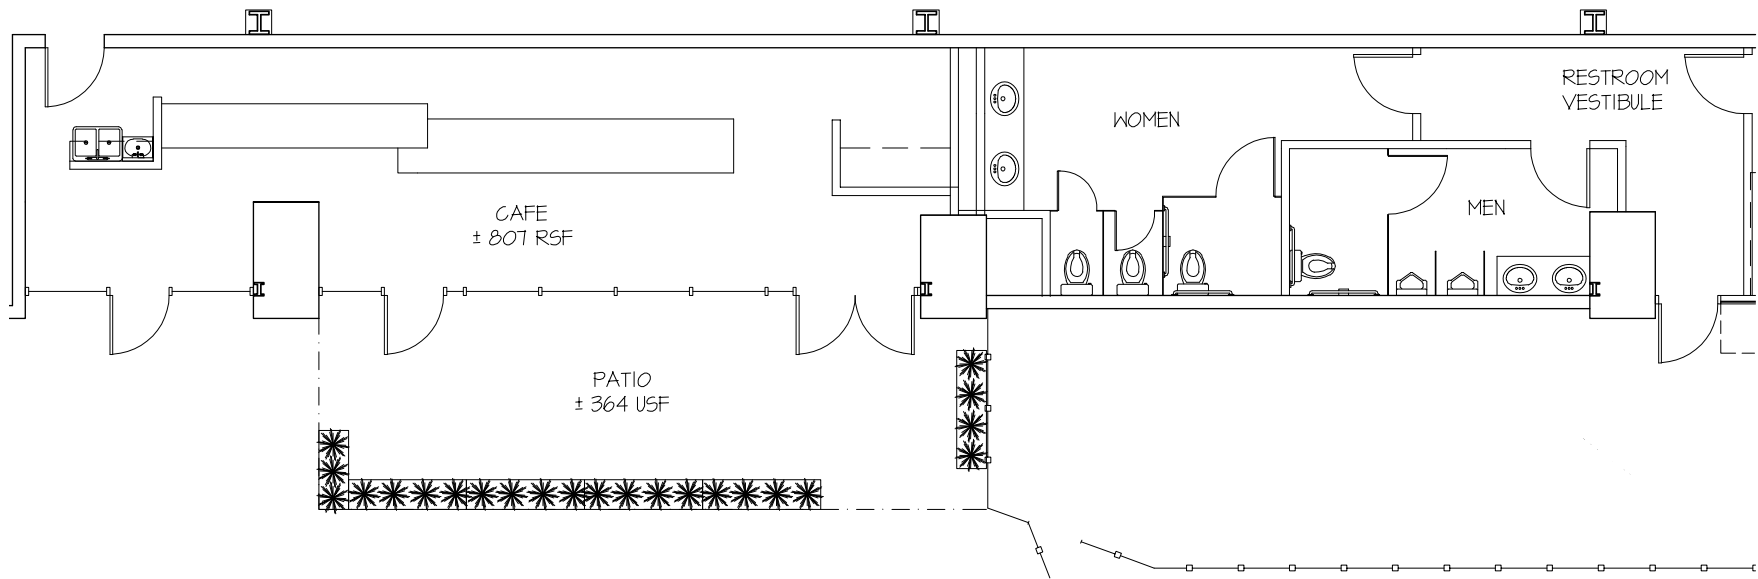 RESTROOM
VESTIBULE
WOMEN
MEN
CAFE
± 807 RSF
PATIO
± 364 USF